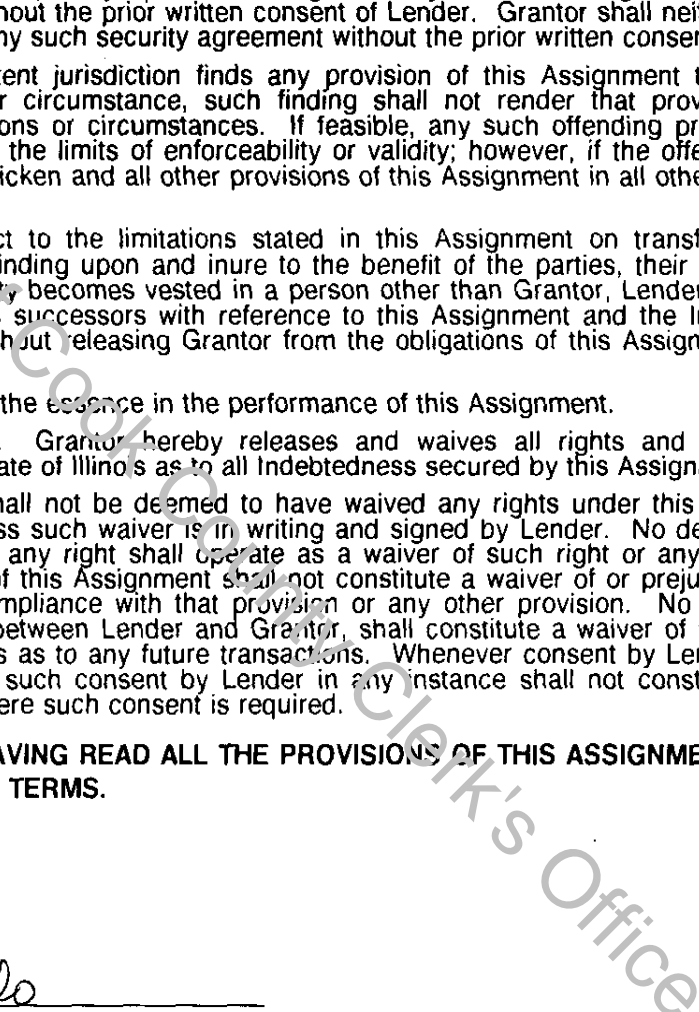 hout the prior written consent of Lender. Grantor shall nei
ny such security agreement without the prior written conser
tent jurisdiction finds any provision of this Assignment t
r circumstance, such finding shall not render that prov
ons or circumstances. If feasible, any such offending pr
the limits of enforceability or validity; however, if the offe
icken and all other provisions of this Assignment in all othe
ct to the limitations stated in this Assignment on transf
inding upon and inure to the benefit of the parties, their
ty becomes vested in a person other than Grantor, Lender
s successors with reference to this Assignment and the I
hout releasing Grantor from the obligations of this Assign
the essence in the performance of this Assignment.
Grantor hereby releases and waives all rights and
ate of Illinois as to all Indebtedness secured by this Assign
hall not be deemed to have waived any rights under this
ss such waiver is in writing and signed by Lender. No de
any right shall operate as a waiver of such right or any
f this Assignment shall not constitute a waiver of or preju
mpliance with that provision or any other provision. No
between Lender and Grantor, shall constitute a waiver of
s as to any future transactions. Whenever consent by Len
such consent by Lender in any instance shall not const
ere such consent is required.
AVING READ ALL THE PROVISIONS OF THIS ASSIGNME
TERMS.
Cook County Clerk's Office